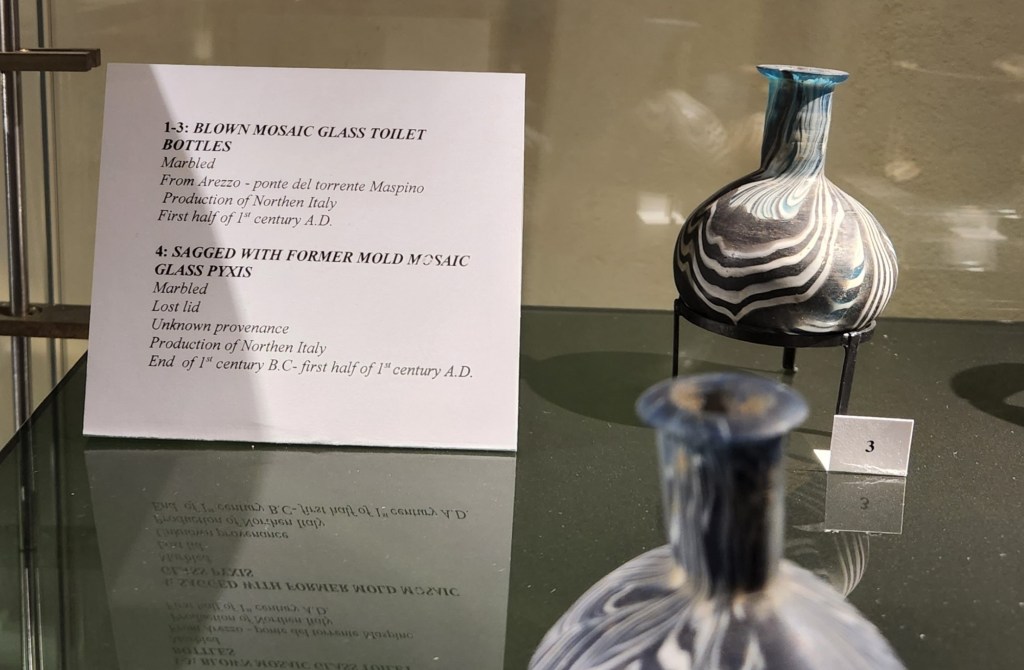 1-3: BLOWN MOSAIC GLASS TOILET
BOTTLES
Marbled
From Arezzo - ponte del torrente Maspino
Production of Northen Italy
First half of 1st century A.D.
4: SAGGED WITH FORMER MOLD MOSAIC
GLASS PYXIS
Marbled
Lost lid
Unknown provenance
Production of Northen Italy
End of 1st century B.C- first half of 1st century A.D.
3